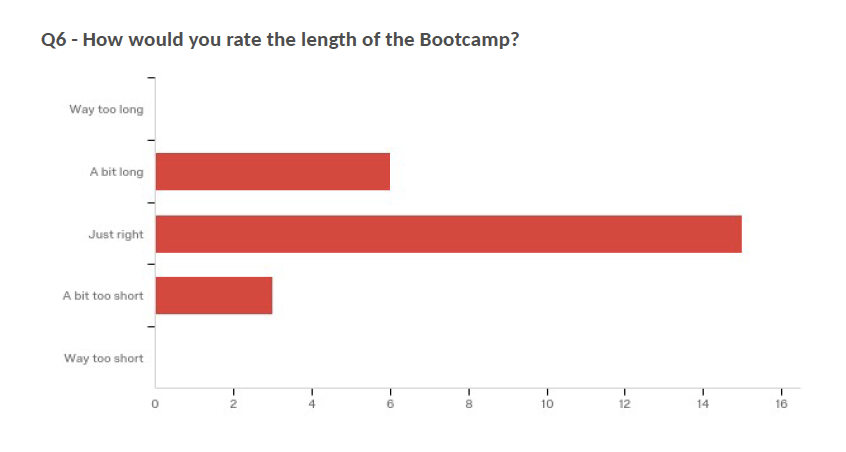 Q6 - How would you rate the length of the Bootcamp?
Way too long
A bit long
Just right
A bit too short
Way too short
0 2 4 6 8 10 12 14 16